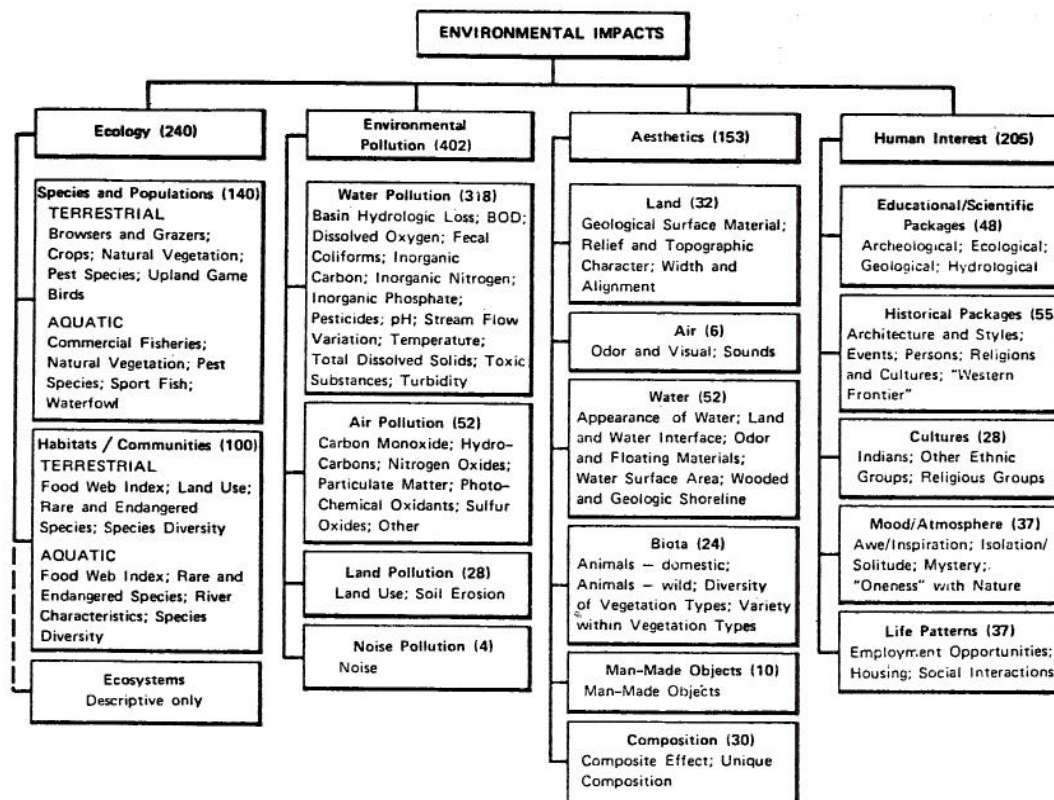 ENVIRONMENTAL IMPACTS
Ecology (240)
Species and Populations (140)
TERRESTRIAL
Browsers and Grazers;
Crops; Natural Vegetation;
Pest Species; Upland Game
Birds
AQUATIC
Commercial Fisheries;
Natural Vegetation; Pest
Species; Sport Fish;
Waterfowl
Habitats / Communities (100)
TERRESTRIAL
Food Web Index; Land Use;
Rare and Endangered
Species; Species Diversity
AQUATIC
Food Web Index; Rare and
Endangered Species; River
Characteristics; Species
Diversity
Ecosystems
Descriptive only
Environmental
Pollution (402)
Water Pollution (318)
Basin Hydrologic Loss; BOD;
Dissolved Oxygen; Fecal
Coliforms; Inorganic
Carbon; Inorganic Nitrogen;
Inorganic Phosphate;
Pesticides; pH; Stream Flow
Variation; Temperature;
Total Dissolved Solids; Toxic
Substances; Turbidity
Air Pollution (52)
Carbon Monoxide; Hydro-
Carbons; Nitrogen Oxides;
Particulate Matter; Photo-
Chemical Oxidants; Sulfur
Oxides; Other
Land Pollution (28)
Land Use; Soil Erosion
Noise Pollution (4)
Noise
Aesthetics (153)
Land (32)
Geological Surface Material;
Relief and Topographic
Character; Width and
Alignment
Air (6)
Odor and Visual; Sounds
Water (52)
Appearance of Water; Land
and Water Interface; Odor
and Floating Materials;
Water Surface Area; Wooded
and Geologic Shoreline
Biota (24)
Animals – domestic;
Animals – wild; Diversity
of Vegetation Types; Variety
within Vegetation Types
Man-Made Objects (10)
Man-Made Objects
Composition (30)
Composite Effect; Unique
Composition
Human Interest (205)
Educational/Scientific
Packages (48)
Archeological; Ecological;
Geological; Hydrological
Historical Packages (55
Architecture and Styles;
Events; Persons; Religions
and Cultures; "Western
Frontier"
Cultures (28)
Indians; Other Ethnic
Groups; Religious Groups
Mood/Atmosphere (37)
Awe/Inspiration; Isolation/
Solitude; Mystery;
"Oneness" with Nature
Life Patterns (37)
Employment Opportunities;
Housing; Social Interactions